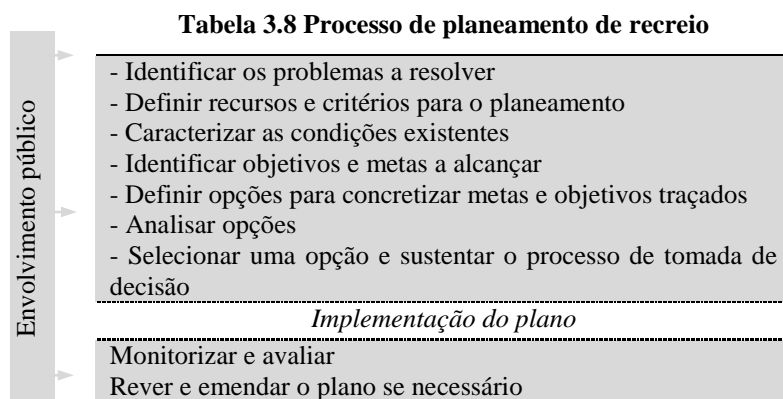 Tabela 3.8 Processo de planeamento de recreio
Envolvimento público
- Identificar os problemas a resolver
- Definir recursos e critérios para o planeamento
- Caracterizar as condições existentes
- Identificar objetivos e metas a alcançar
- Definir opções para concretizar metas e objetivos traçados
- Analisar opções
- Selecionar uma opção e sustentar o processo de tomada de
decisão
Implementação do plano
Monitorizar e avaliar
Rever e emendar o plano se necessário